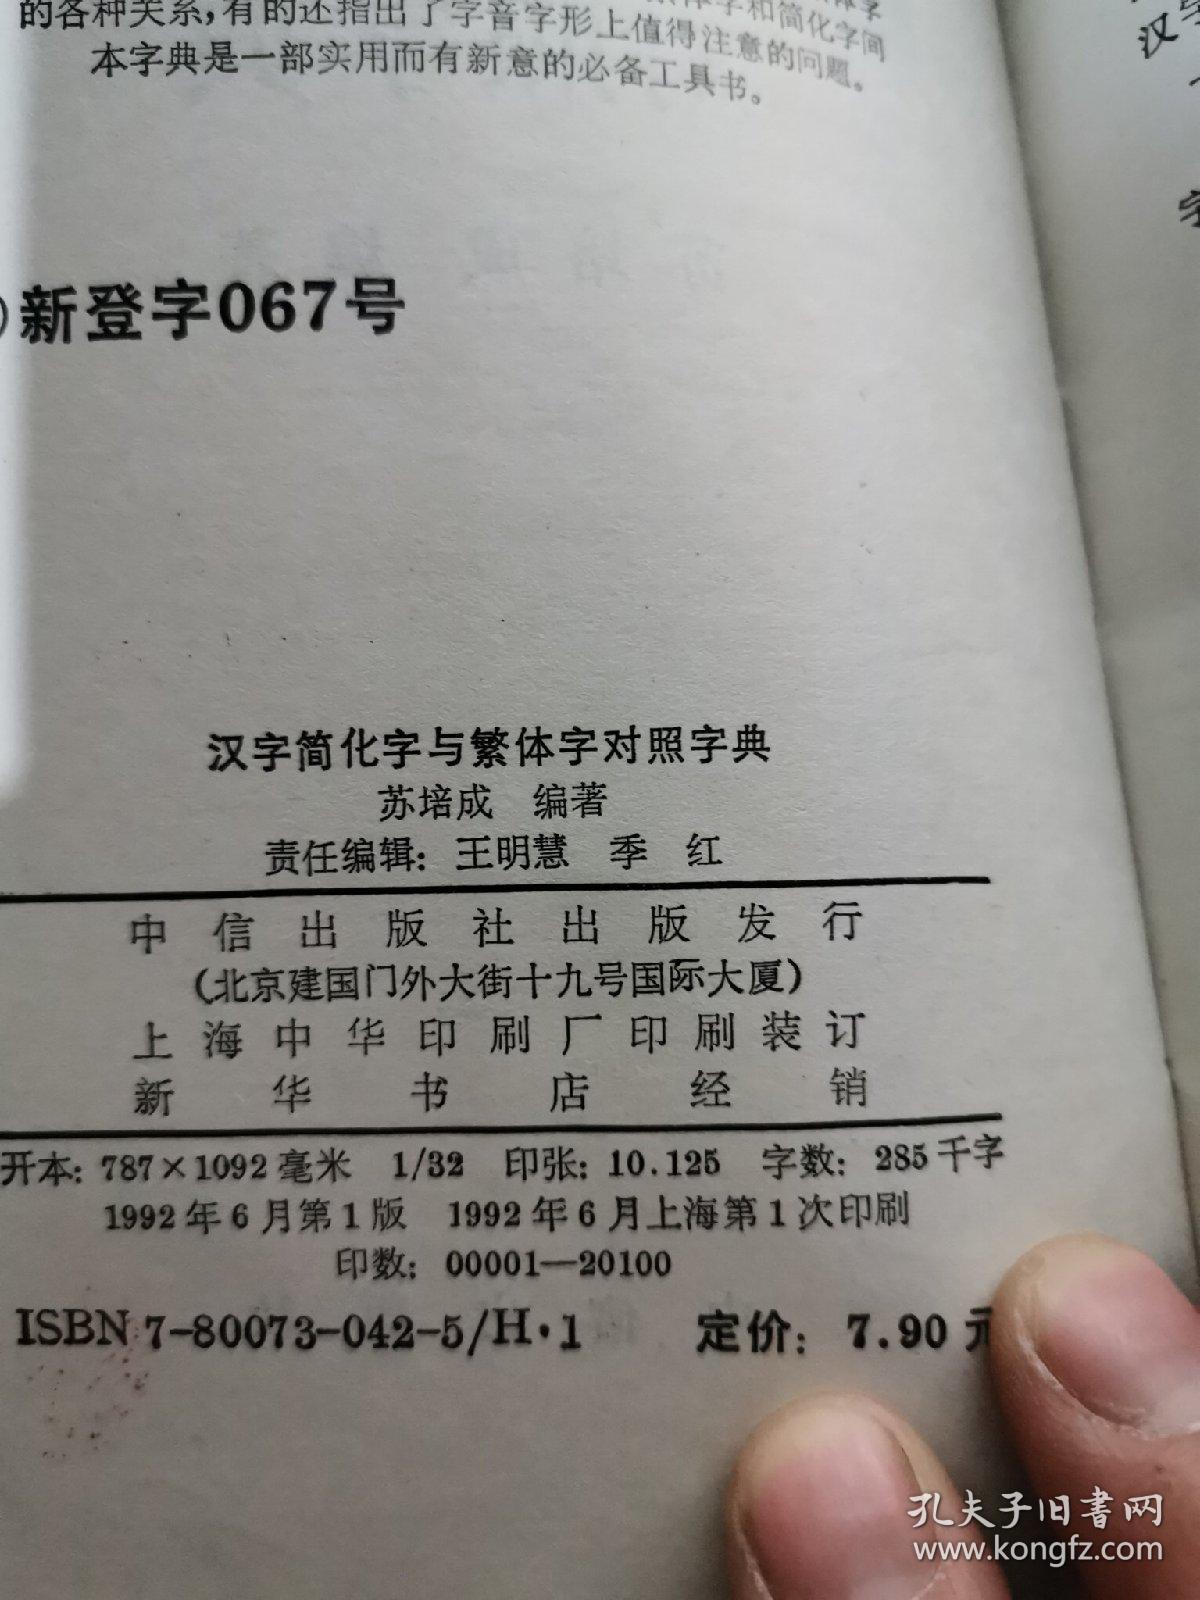 体字和简化字间
的各种关系,有的还指出了字音字形上值得注意的问题。
本字典是一部实用而有新意的必备工具书。
)新登字067号
汉字简化字与繁体字对照字典
苏培成 编著
责任编辑：王明慧 季 红
中信出版社出版发行
(北京建国门外大街十九号国际大厦)
上海中华印刷厂印刷装订
新华书店经销
开本：787×1092毫米 1/32 印张：10.125 字数：285千字
1992年6月第1版 1992年6月上海第1次印刷
印数：00001—20100
ISBN 7-80073-042-5/H·1 定价：7.90元
汉
字
孔夫子旧书网
www.kongfz.com